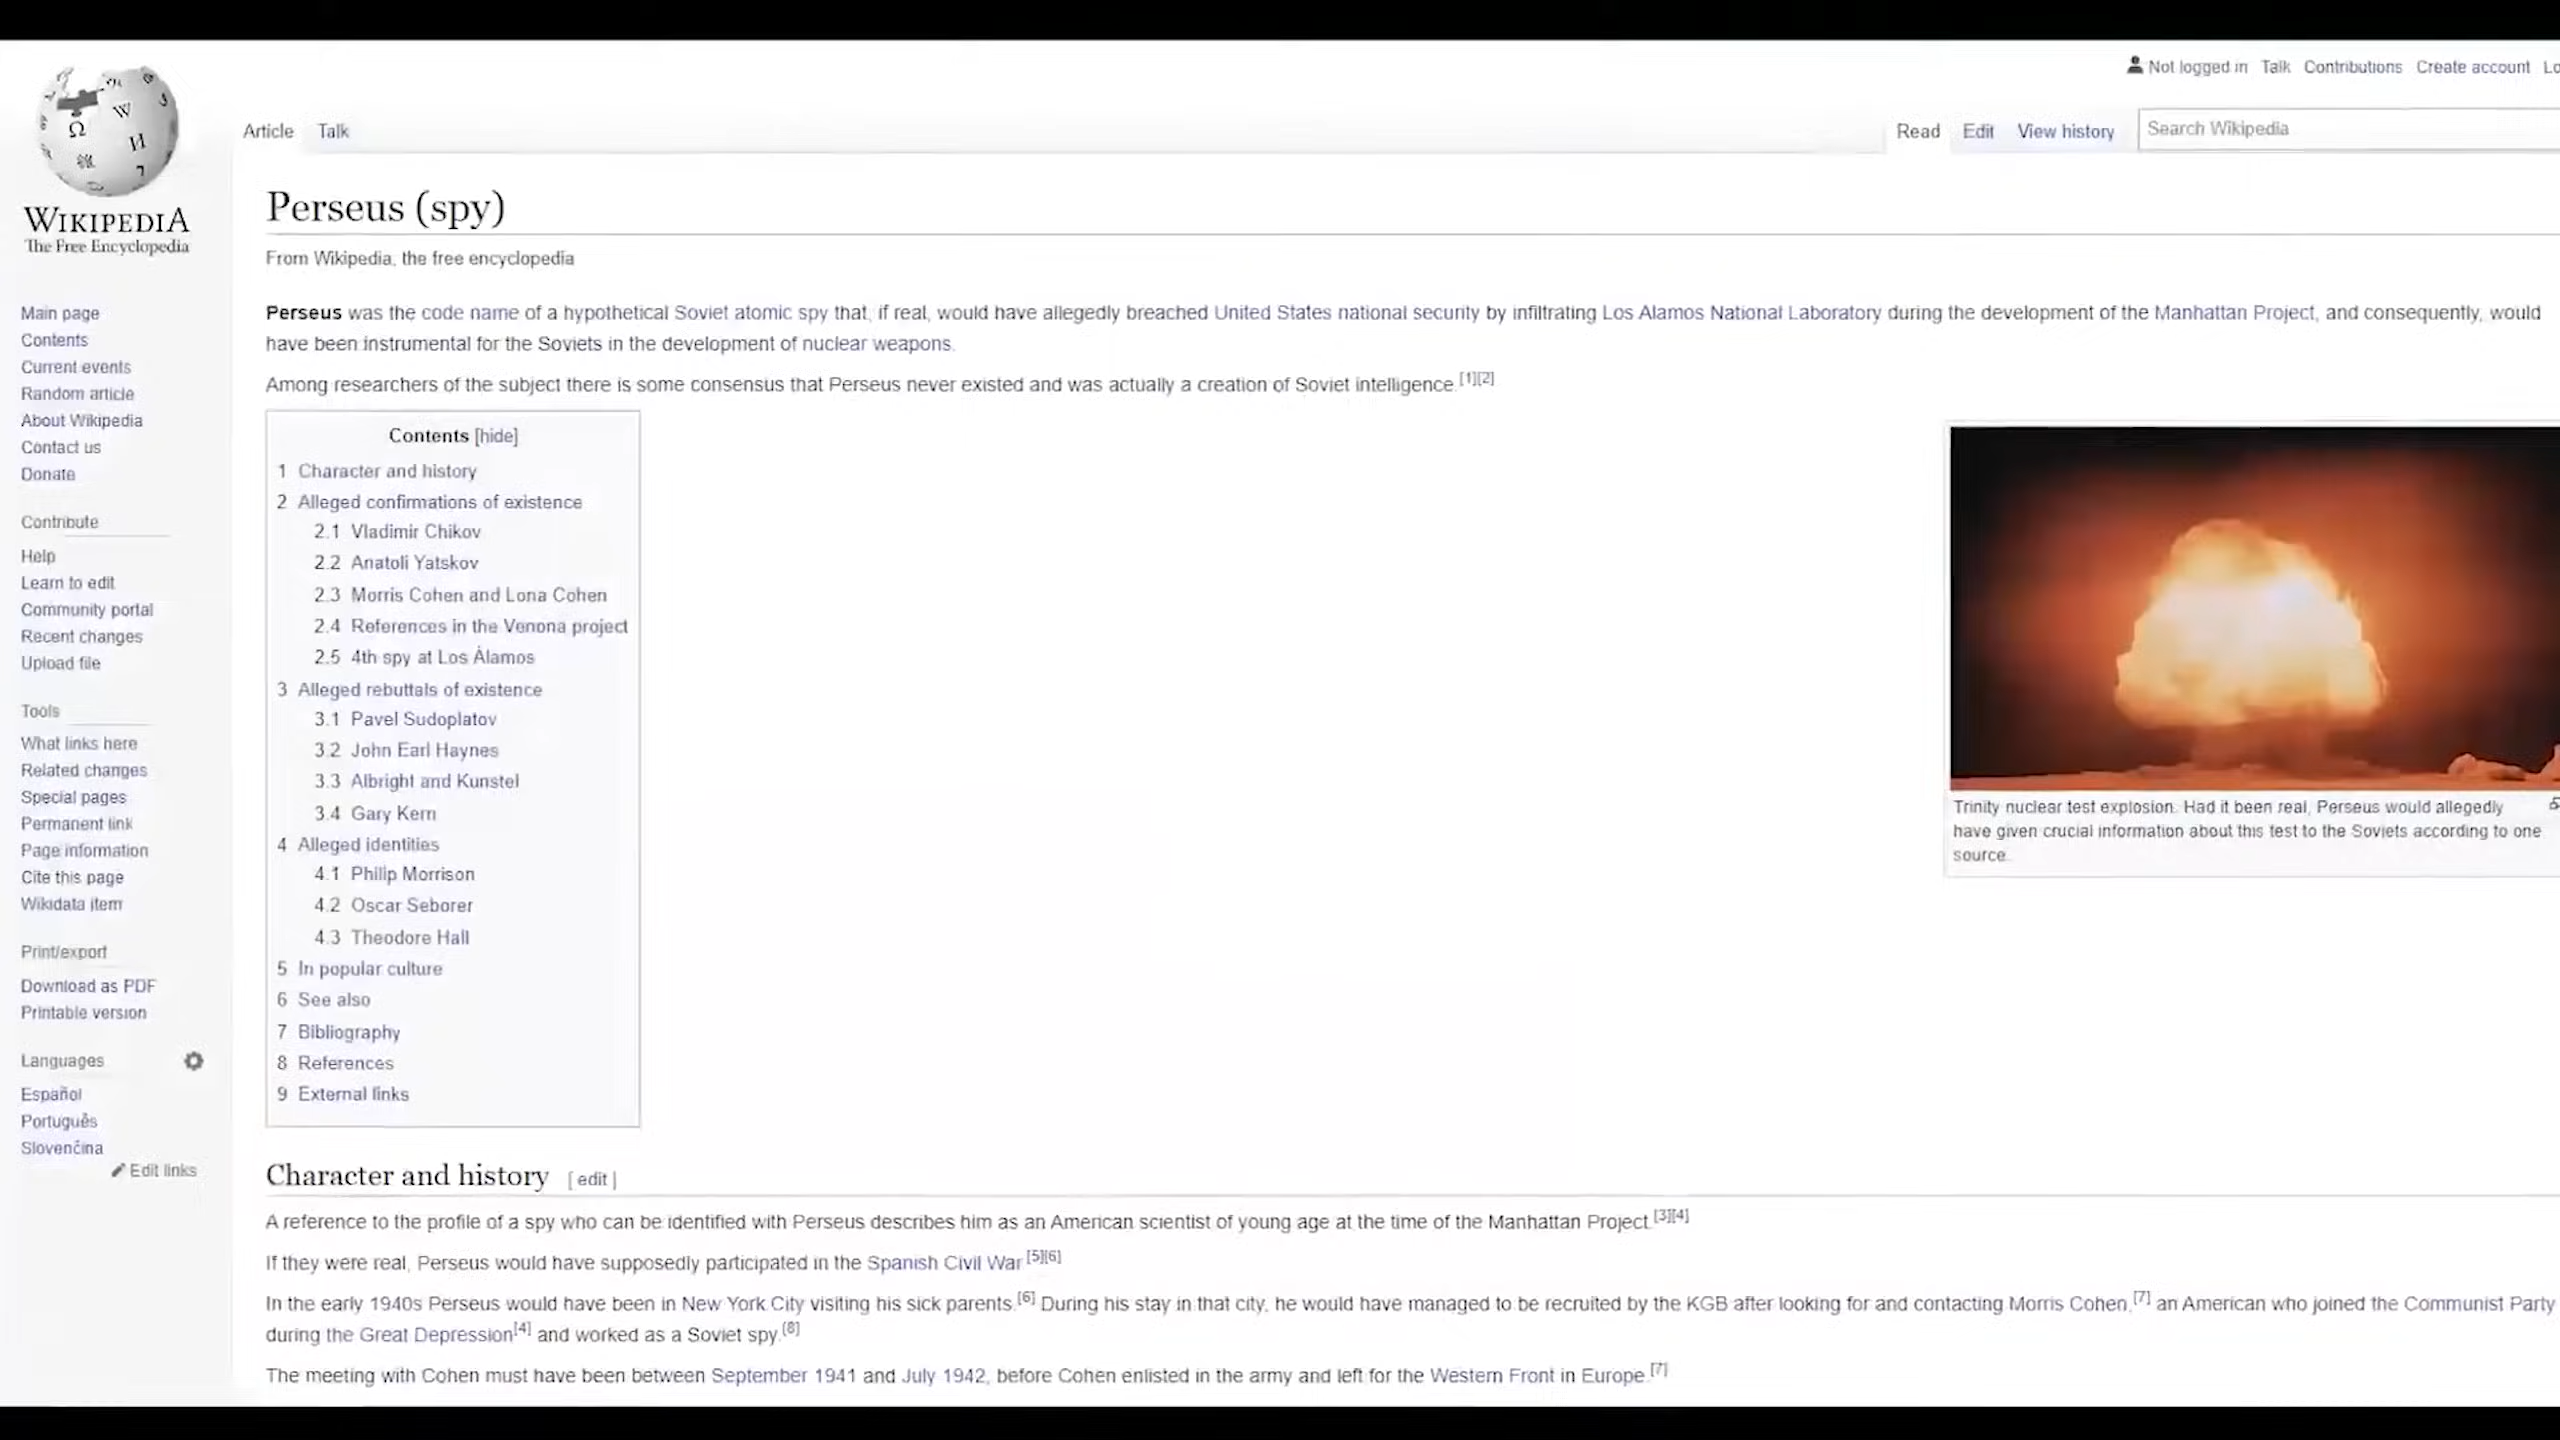 Not logged in Talk Contributions Create account Lo
Article Talk Read Edit View history Search Wikipedia
WIKIPEDIA
The Free Encyclopedia
Main page
Contents
Current events
Random article
About Wikipedia
Contact us
Donate
Contribute
Help
Learn to edit
Community portal
Recent changes
Upload file
Tools
What links here
Related changes
Special pages
Permanent link
Page information
Cite this page
Wikidata item
Print/export
Download as PDF
Printable version
Languages
Español
Português
Slovenčina
Edit links
Perseus (spy)
From Wikipedia, the free encyclopedia
Perseus was the code name of a hypothetical Soviet atomic spy that, if real, would have allegedly breached United States national security by infiltrating Los Alamos National Laboratory during the development of the Manhattan Project, and consequently, would
have been instrumental for the Soviets in the development of nuclear weapons.
Among researchers of the subject there is some consensus that Perseus never existed and was actually a creation of Soviet intelligence.[1][2]
Contents [hide]
1 Character and history
2 Alleged confirmations of existence
2.1 Vladimir Chikov
2.2 Anatoli Yatskov
2.3 Morris Cohen and Lona Cohen
2.4 References in the Venona project
2.5 4th spy at Los Álamos
3 Alleged rebuttals of existence
3.1 Pavel Sudoplatov
3.2 John Earl Haynes
3.3 Albright and Kunstel
3.4 Gary Kern
4 Alleged identities
4.1 Philip Morrison
4.2 Oscar Seborer
4.3 Theodore Hall
5 In popular culture
6 See also
7 Bibliography
8 References
9 External links
Trinity nuclear test explosion. Had it been real, Perseus would allegedly
have given crucial information about this test to the Soviets according to one
source.
Character and history [ edit ]
A reference to the profile of a spy who can be identified with Perseus describes him as an American scientist of young age at the time of the Manhattan Project.[3][4]
If they were real, Perseus would have supposedly participated in the Spanish Civil War.[5][6]
In the early 1940s Perseus would have been in New York City visiting his sick parents.[6] During his stay in that city, he would have managed to be recruited by the KGB after looking for and contacting Morris Cohen,[7] an American who joined the Communist Party
during the Great Depression[4] and worked as a Soviet spy.[8]
The meeting with Cohen must have been between September 1941 and July 1942, before Cohen enlisted in the army and left for the Western Front in Europe.[7]